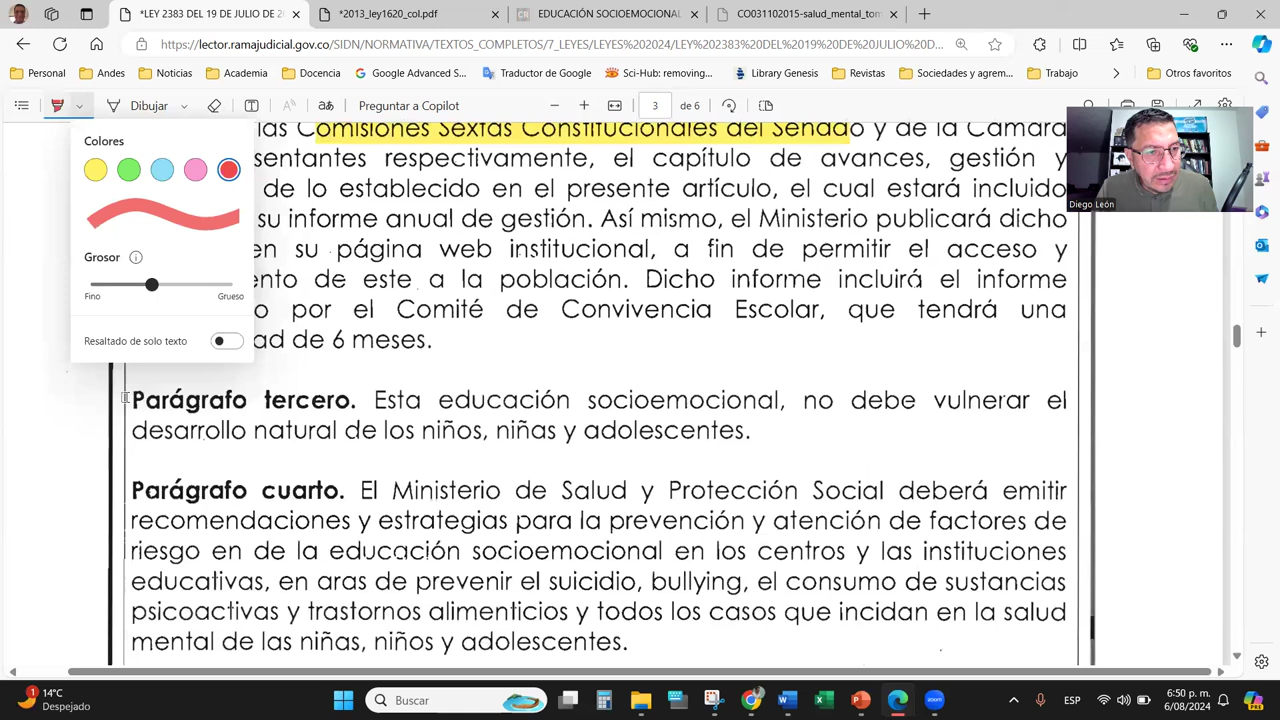 *LEY 2383 DEL 19 DE JULIO DE 2
*2013_ley1620_col.pdf
EDUCACIÓN SOCIOEMOCIONAL
CO031102015-salud_mental_tom
https://lector.ramajudicial.gov.co/SIDN/NORMATIVA/TEXTOS_COMPLETOS/7_LEYES/LEYES%202024/LEY%202383%20DEL%2019%20DE%20JULIO%20D...
Personal
Andes
Noticias
Academia
Docencia
Google Advanced S...
Traductor de Google
Sci-Hub: removing...
Library Genesis
Revistas
Sociedades y agrem...
Trabajo
Otros favoritos
Dibujar
Preguntar a Copilot
3 de 6
Colores
Grosor
Fino
Grueso
Resaltado de solo texto
las Comisiones Sextas Constitucionales del Senado y de la Cámara
sentantes respectivamente, el capítulo de avances, gestión y
de lo establecido en el presente artículo, el cual estará incluido
su informe anual de gestión. Así mismo, el Ministerio publicará dicho
en su página web institucional, a fin de permitir el acceso y
ento de este a la población. Dicho informe incluirá el informe
o por el Comité de Convivencia Escolar, que tendrá una
ad de 6 meses.
Parágrafo tercero. Esta educación socioemocional, no debe vulnerar el
desarrollo natural de los niños, niñas y adolescentes.
Parágrafo cuarto. El Ministerio de Salud y Protección Social deberá emitir
recomendaciones y estrategias para la prevención y atención de factores de
riesgo en de la educación socioemocional en los centros y las instituciones
educativas, en aras de prevenir el suicidio, bullying, el consumo de sustancias
psicoactivas y trastornos alimenticios y todos los casos que incidan en la salud
mental de las niñas, niños y adolescentes.
Diego León
14°C
Despejado
Buscar
ESP
6:50 p. m.
6/08/2024